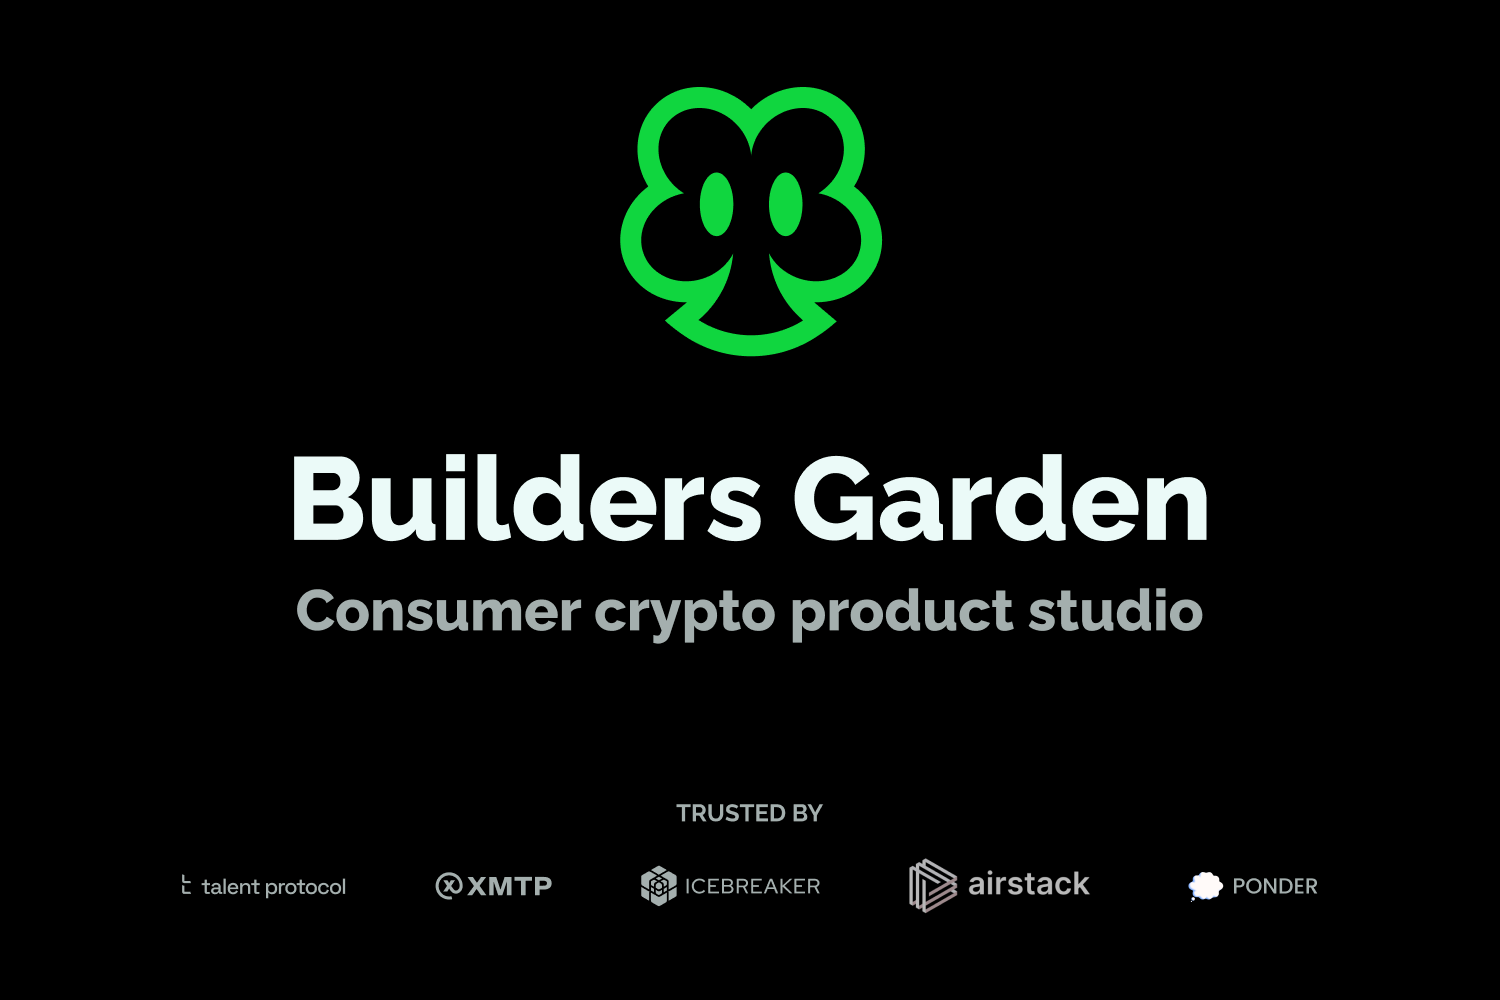 Builders Garden
Consumer crypto product studio
TRUSTED BY
t talent protocol
XMTP
ICEBREAKER
airstack
PONDER